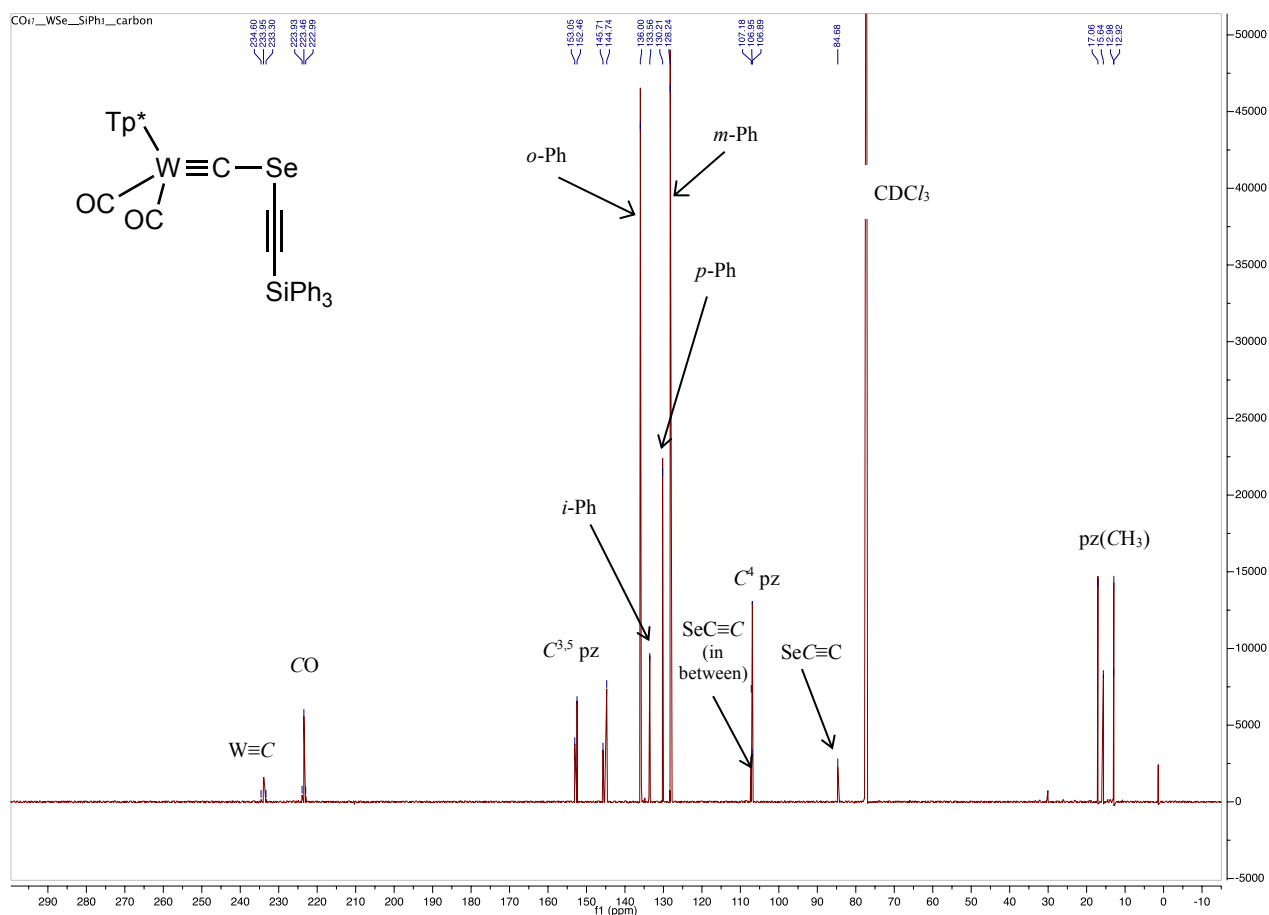 CO₆₇__WSe__SiPh₃__carbon
234.60
233.95
233.30
223.93
223.46
222.99
153.05
152.46
145.71
144.74
136.00
133.56
130.21
128.24
107.18
106.95
106.89
84.68
17.06
15.64
12.98
12.92
Tp*
W≡C—Se
OC
OC
SiPh₃
o-Ph
m-Ph
CDCl₃
p-Ph
i-Ph
pz(CH₃)
C⁴ pz
SeC≡C
(in
between)
SeC≡C
C³,⁵ pz
CO
W≡C
50000
45000
40000
35000
30000
25000
20000
15000
10000
5000
0
-5000
290 280 270 260 250 240 230 220 210 200 190 180 170 160 150 140 130 120 110 100 90 80 70 60 50 40 30 20 10 0 -10
f1 (ppm)